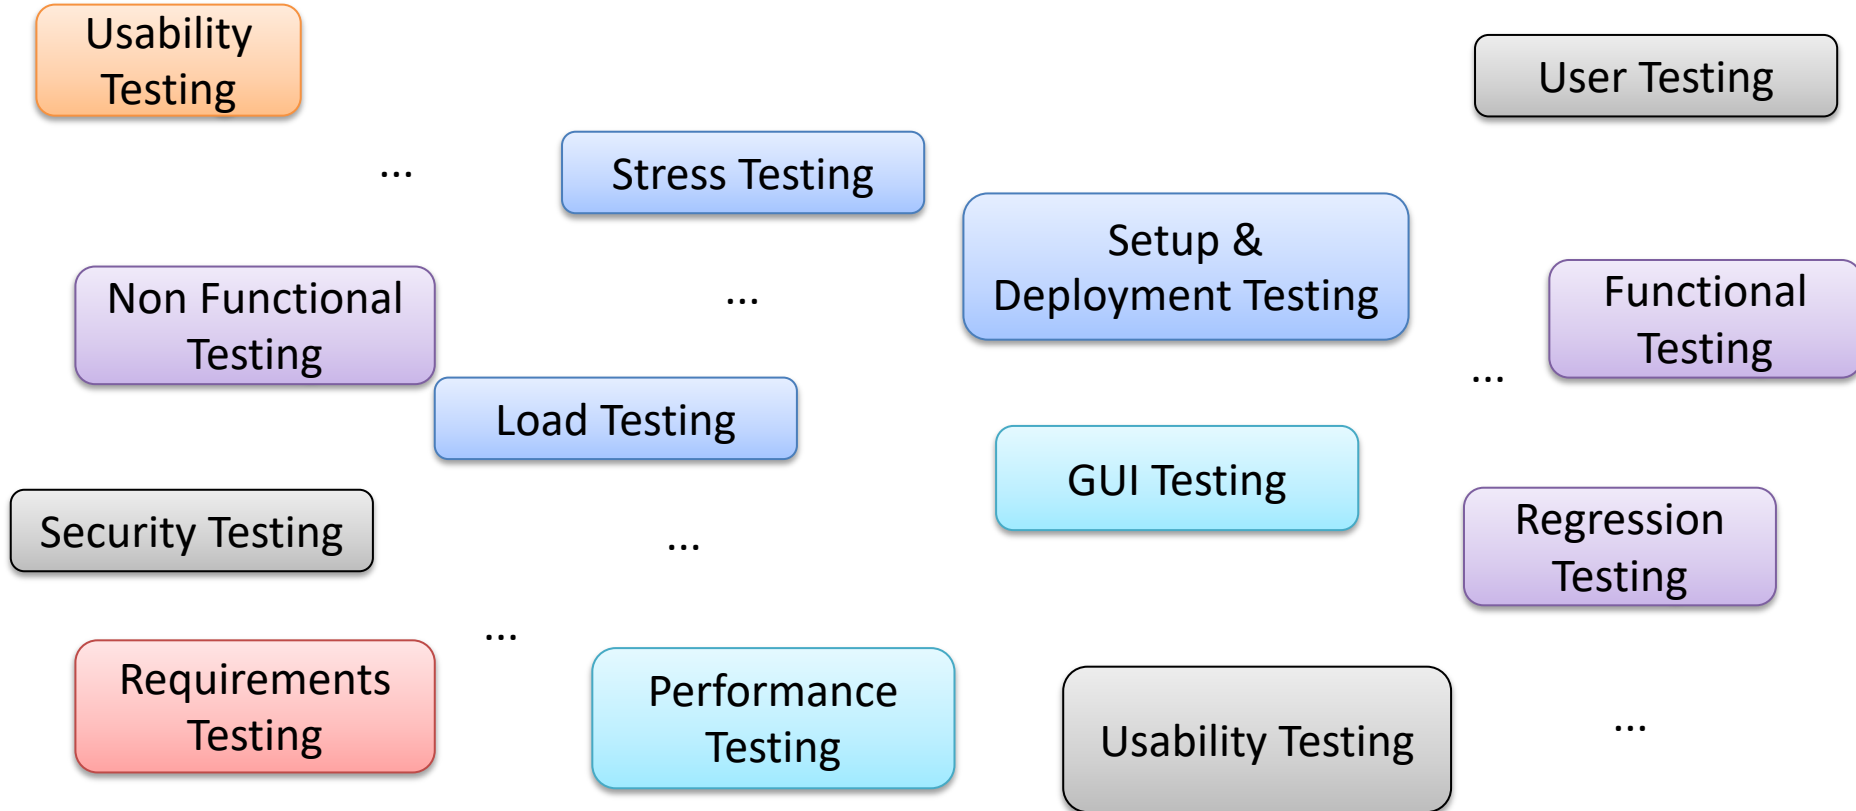 Usability
Testing
User Testing
...
Stress Testing
Setup &
Deployment Testing
Non Functional
Testing
...
Functional
Testing
...
Load Testing
GUI Testing
Security Testing
...
Regression
Testing
...
Requirements
Testing
Performance
Testing
Usability Testing
...